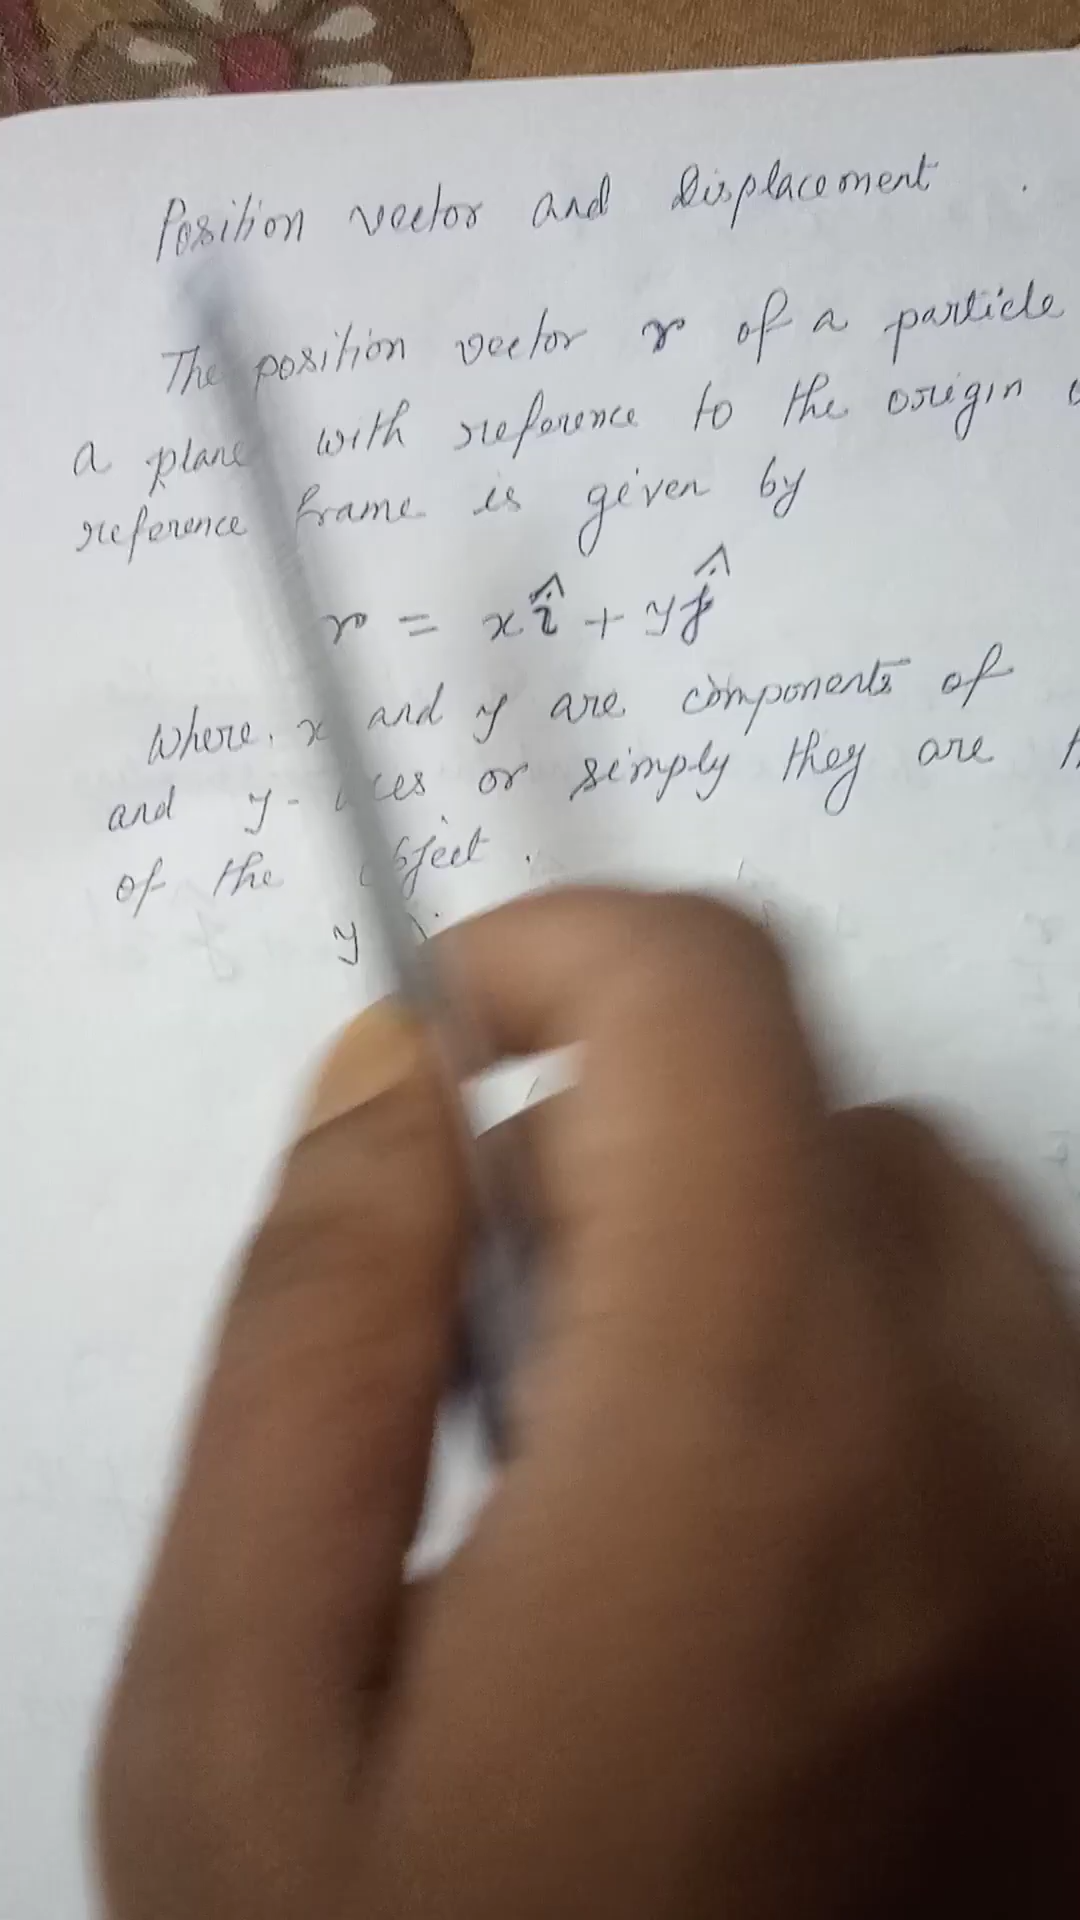 Position vector and Displacement.
The position vector r of a particle
a plane with reference to the origin
reference frame is given by
r = xî + yĵ
Where, x and y are components of
and y- or simply they are
of the object.
y